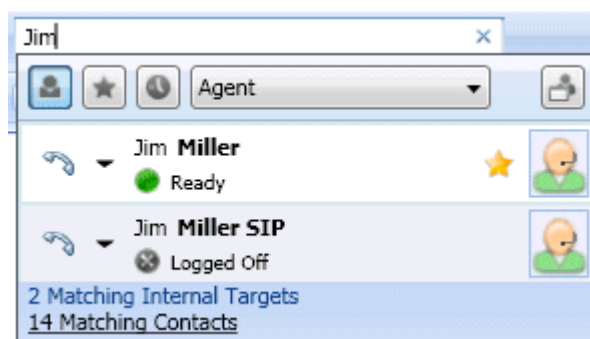 Jim
Agent
Jim Miller
Ready
Jim Miller SIP
Logged Off
2 Matching Internal Targets
14 Matching Contacts